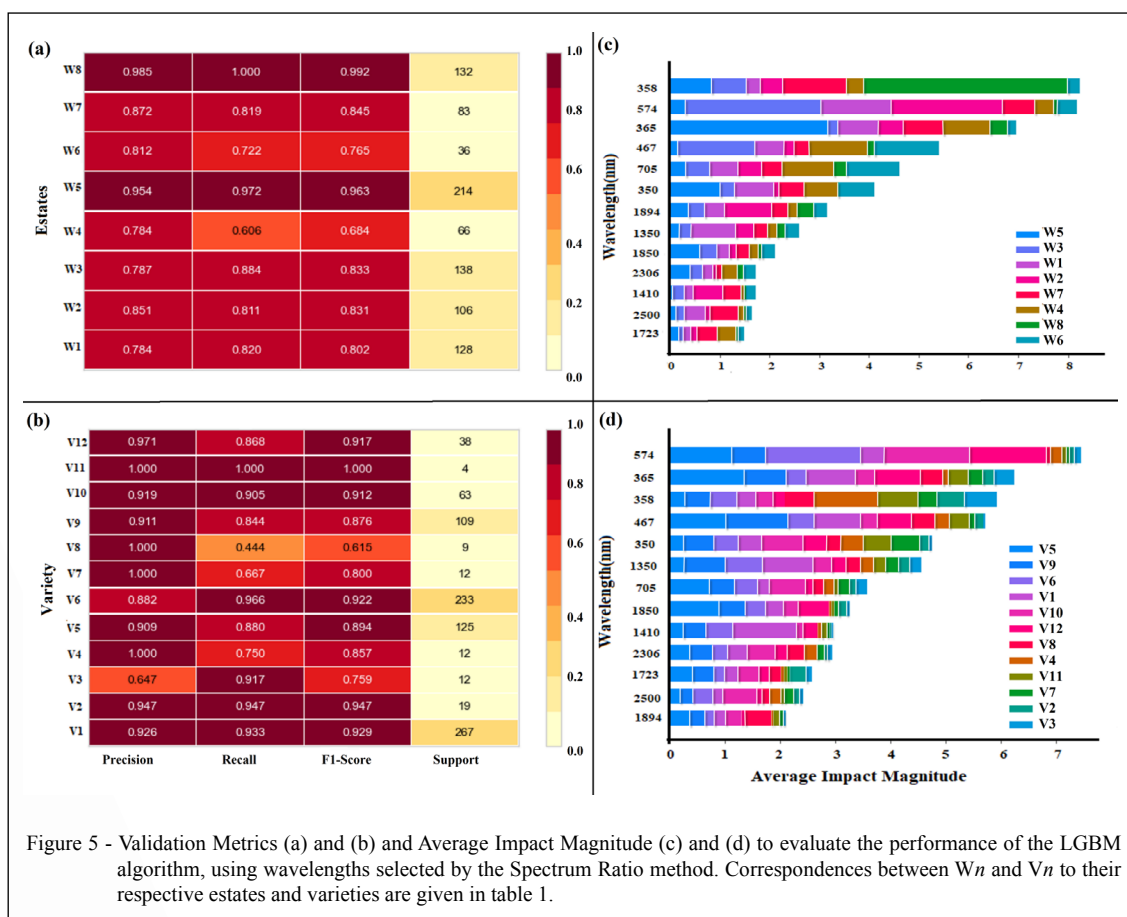 (a)
1.0
W8 0.985 1.000 0.992 132
W7 0.872 0.819 0.845 83
0.8
W6 0.812 0.722 0.765 36
0.6
W5 0.954 0.972 0.963 214
Estates
W4 0.784 0.606 0.684 66
0.4
W3 0.787 0.884 0.833 138
0.2
W2 0.851 0.811 0.831 106
W1 0.784 0.820 0.802 128
0.0
(c)
358
574
365
467
705
350
1894
1350
1850
2306
1410
2500
1723
Wavelength(nm)
W5
W3
W1
W2
W7
W4
W8
W6
0 1 2 3 4 5 6 7 8
(b)
1.0
V12 0.971 0.868 0.917 38
V11 1.000 1.000 1.000 4
V10 0.919 0.905 0.912 63
0.8
V9 0.911 0.844 0.876 109
V8 1.000 0.444 0.615 9
0.6
V7 1.000 0.667 0.800 12
Variety
V6 0.882 0.966 0.922 233
V5 0.909 0.880 0.894 125
0.4
V4 1.000 0.750 0.857 12
V3 0.647 0.917 0.759 12
0.2
V2 0.947 0.947 0.947 19
V1 0.926 0.933 0.929 267
0.0
Precision Recall F1-Score Support
(d)
574
365
358
467
350
1350
705
1850
1410
2306
1723
2500
1894
Wavelength(nm)
V5
V9
V6
V1
V10
V12
V8
V4
V11
V7
V2
V3
0 1 2 3 4 5 6 7
Average Impact Magnitude
Figure 5 - Validation Metrics (a) and (b) and Average Impact Magnitude (c) and (d) to evaluate the performance of the LGBM
algorithm, using wavelengths selected by the Spectrum Ratio method. Correspondences between Wn and Vn to their
respective estates and varieties are given in table 1.